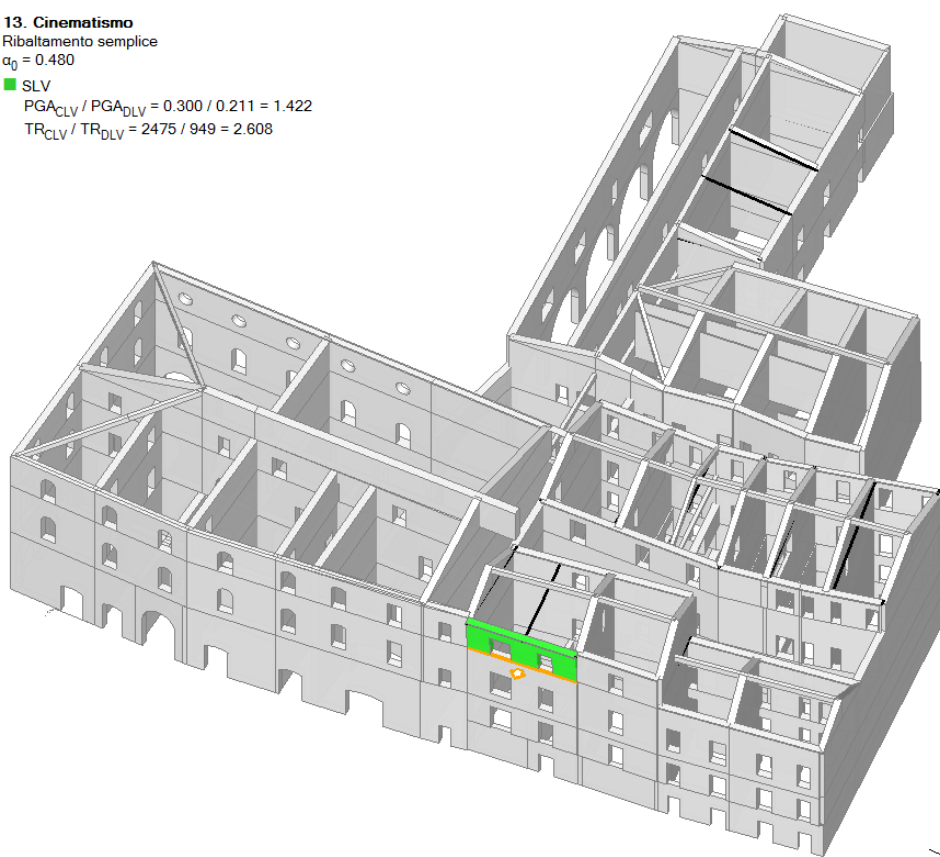 13. Cinematismo
Ribaltamento semplice
α0 = 0.480
SLV
PGACLV / PGADLV = 0.300 / 0.211 = 1.422
TRCLV / TRDLV = 2475 / 949 = 2.608